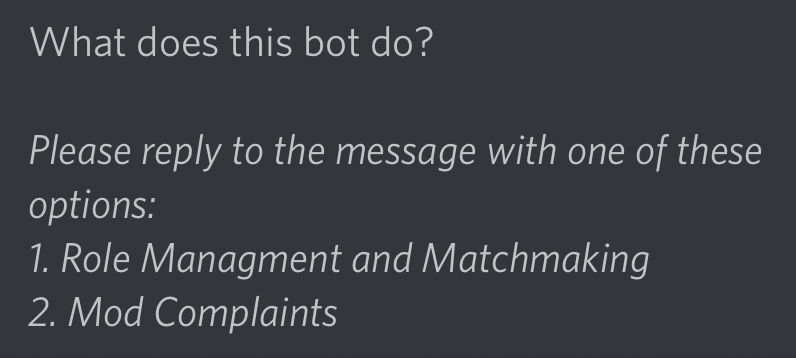 What does this bot do?
Please reply to the message with one of these
options:
1. Role Managment and Matchmaking
2. Mod Complaints